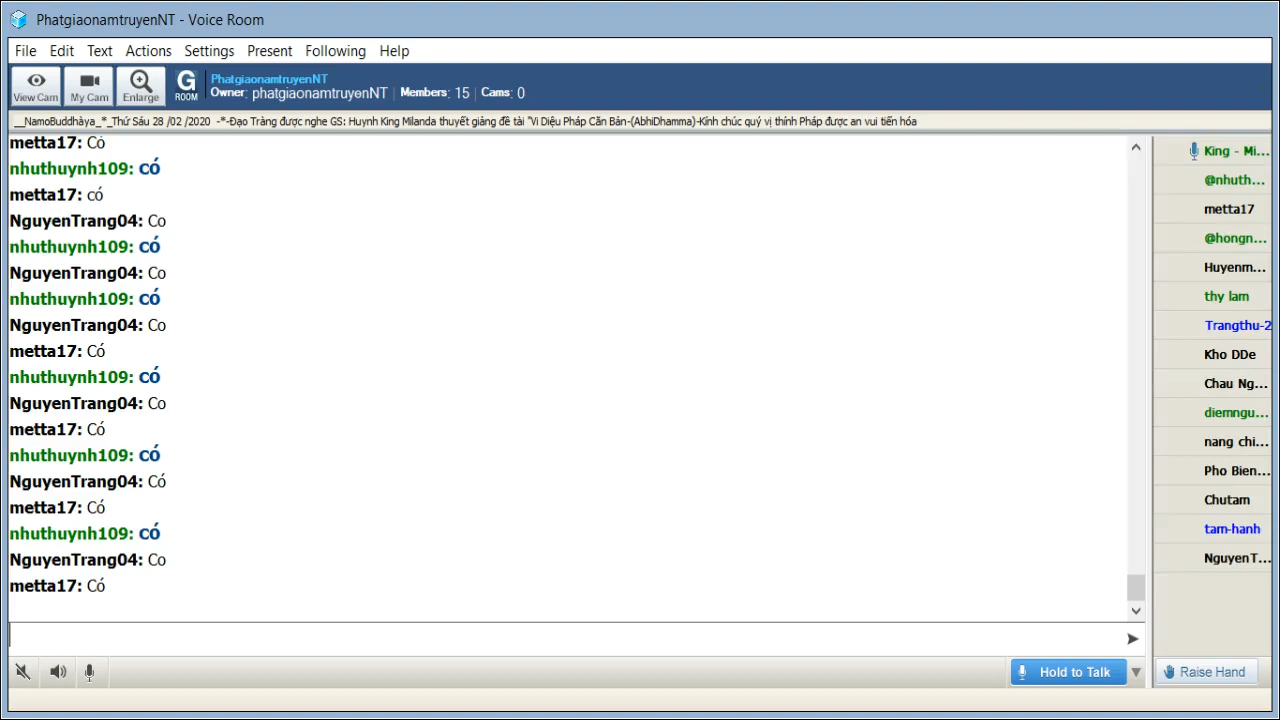 PhatgiaonamtruyenNT - Voice Room
File Edit Text Actions Settings Present Following Help
View Cam My Cam Enlarge G ROOM
PhatgiaonamtruyenNT
Owner: phatgiaonamtruyenNT | Members: 15 | Cams: 0
__NamoBuddhàya_*_Thứ Sáu 28 /02 /2020 -*-Đạo Tràng được nghe GS: Huynh King Milanda thuyết giảng đề tài "Vi Diệu Pháp Căn Bản-(AbhiDhamma)-Kính chúc quý vị thính Pháp được an vui tiến hóa
metta17: Có
nhuthuynh109: có
metta17: có
NguyenTrang04: Co
nhuthuynh109: có
NguyenTrang04: Co
nhuthuynh109: có
NguyenTrang04: Co
metta17: Có
nhuthuynh109: có
NguyenTrang04: Co
metta17: Có
nhuthuynh109: có
NguyenTrang04: Có
metta17: Có
nhuthuynh109: có
NguyenTrang04: Co
metta17: Có
King - Mi...
@nhuth...
metta17
@hongn...
Huyenm...
thy lam
Trangthu-2
Kho DDe
Chau Ng...
diemngu...
nang chi...
Pho Bien...
Chutam
tam-hanh
NguyenT...
Hold to Talk
Raise Hand